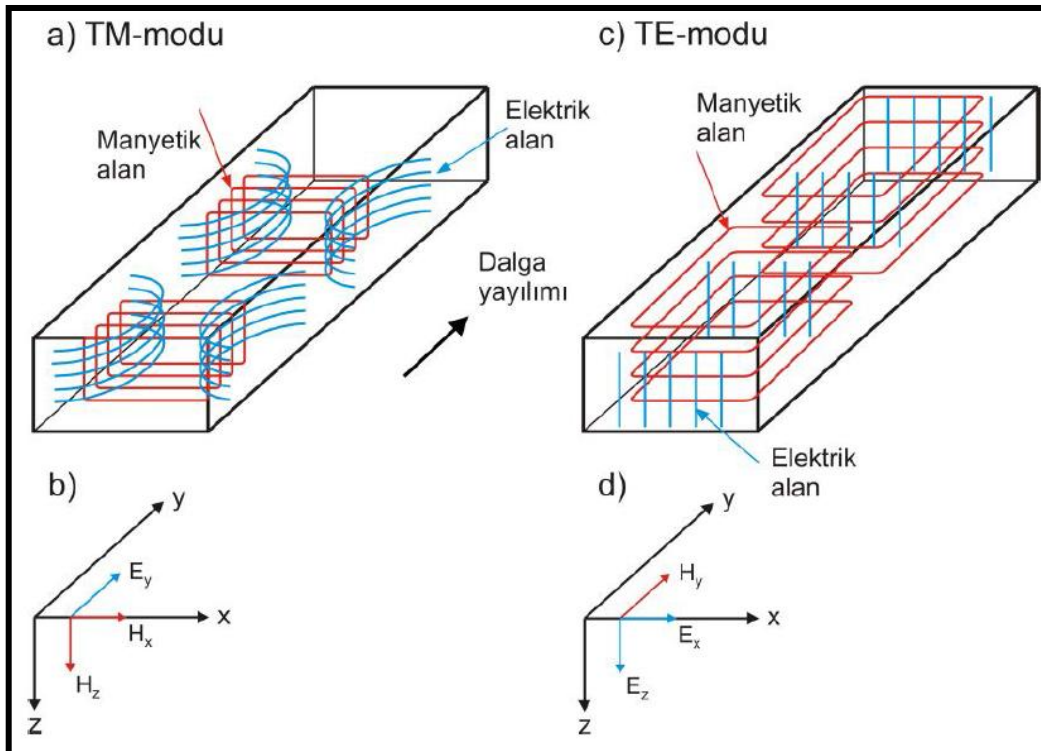 a) TM-modu
Manyetik
alan
Elektrik
alan
Dalga
yayılımı
b)
y
E_y
x
H_x
H_z
z
c) TE-modu
Manyetik
alan
Elektrik
alan
d)
y
H_y
x
E_x
E_z
z